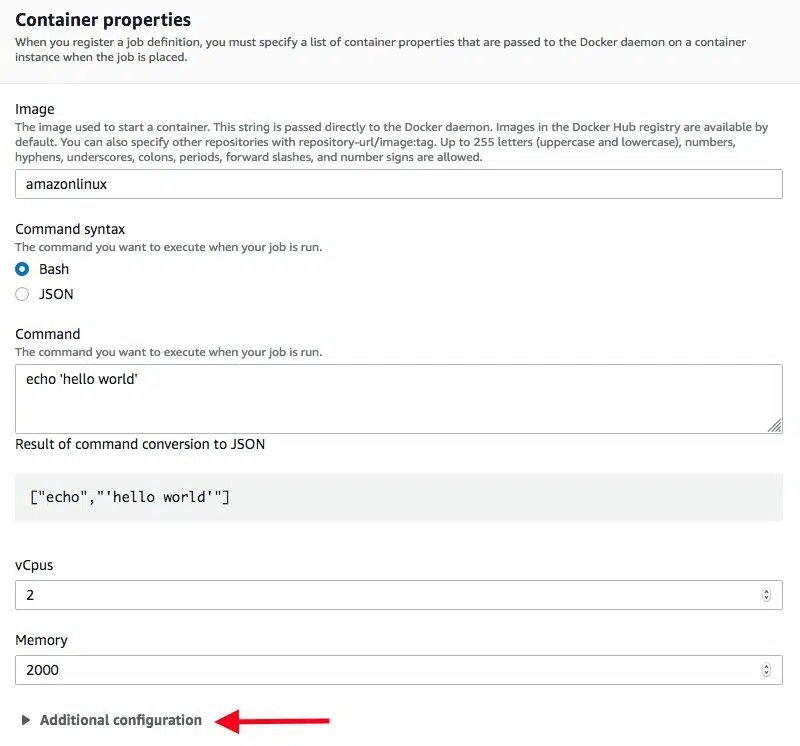 Container properties
When you register a job definition, you must specify a list of container properties that are passed to the Docker daemon on a container
instance when the job is placed.
Image
The image used to start a container. This string is passed directly to the Docker daemon. Images in the Docker Hub registry are available by
default. You can also specify other repositories with repository-url/image:tag. Up to 255 letters (uppercase and lowercase), numbers,
hyphens, underscores, colons, periods, forward slashes, and number signs are allowed.
amazonlinux
Command syntax
The command you want to execute when your job is run.
Bash
JSON
Command
The command you want to execute when your job is run.
echo 'hello world'
Result of command conversion to JSON
["echo","'hello world'"]
vCpus
2
Memory
2000
Additional configuration